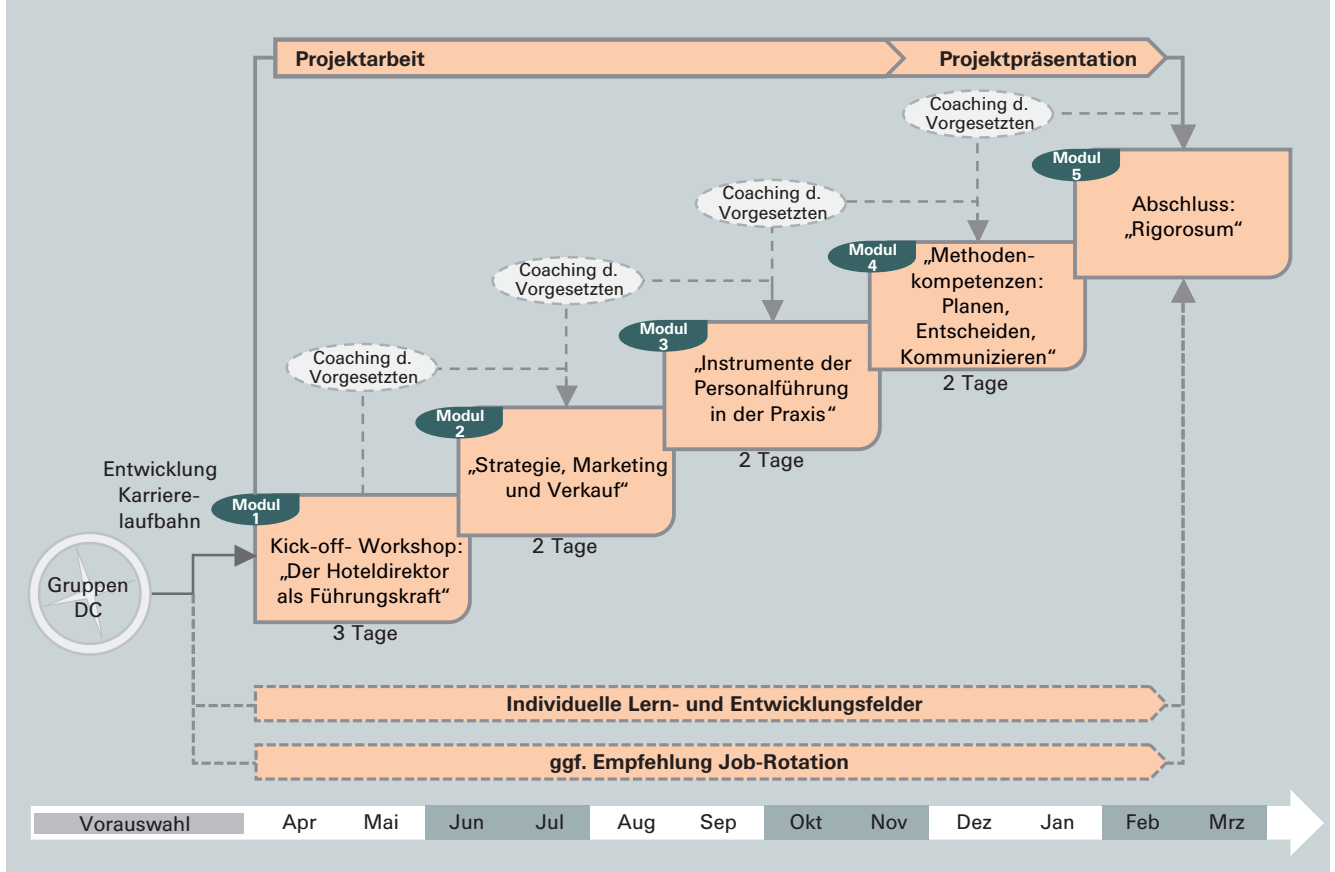 Projektarbeit
Projektpräsentation
Coaching d.
Vorgesetzten
Modul
5
Abschluss:
„Rigorosum“
Coaching d.
Vorgesetzten
Modul
4
„Methoden-
kompetenzen:
Planen,
Entscheiden,
Kommunizieren“
2 Tage
Coaching d.
Vorgesetzten
Modul
3
„Instrumente der
Personalführung
in der Praxis“
2 Tage
Coaching d.
Vorgesetzten
Modul
2
„Strategie, Marketing
und Verkauf“
2 Tage
Entwicklung
Karriere-
laufbahn
Modul
1
Kick-off- Workshop:
„Der Hoteldirektor
als Führungskraft“
3 Tage
Gruppen
DC
Individuelle Lern- und Entwicklungsfelder
ggf. Empfehlung Job-Rotation
Vorauswahl Apr Mai Jun Jul Aug Sep Okt Nov Dez Jan Feb Mrz